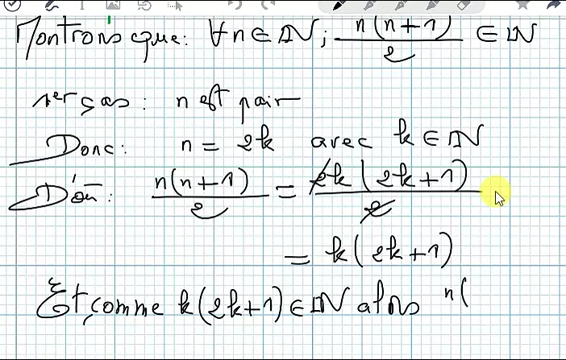 Montrons que: ∀n∈ℕ; n(n+1)/2 ∈ ℕ
1er cas: n est pair
Donc: n = 2k avec k∈ℕ
D'où: n(n+1)/2 = 2k(2k+1)/2
= k(2k+1)
Et comme k(2k+1)∈ℕ alors n(